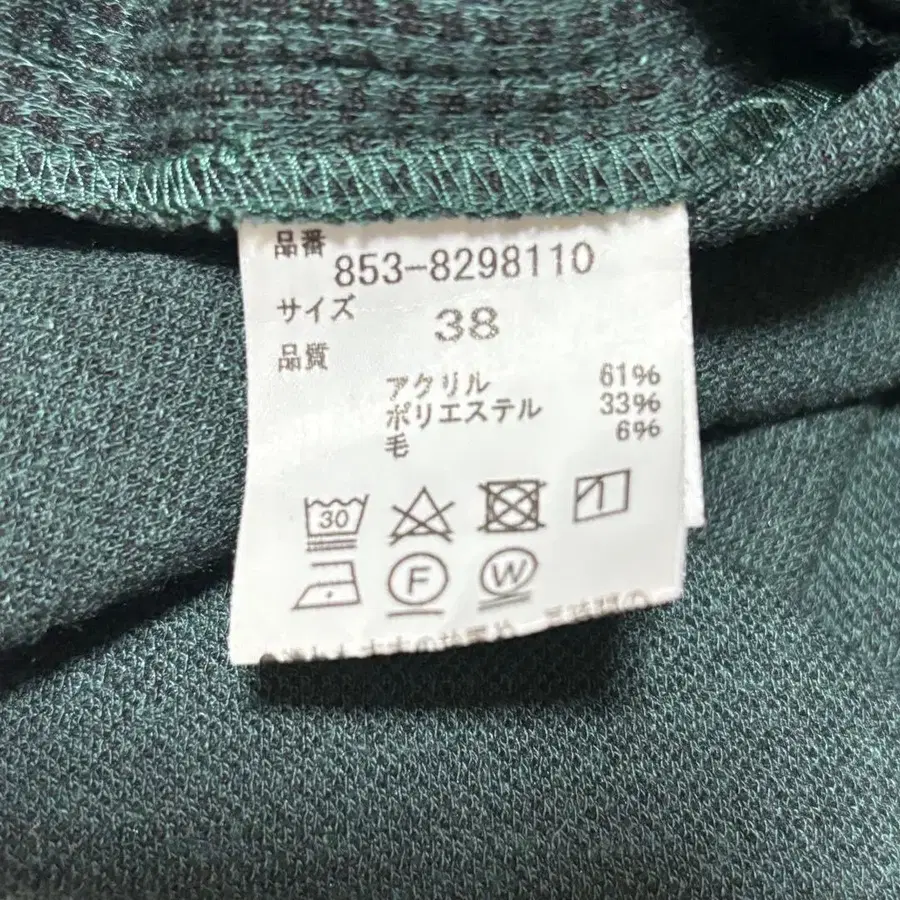 品番
853-8298110
サイズ
38
品質
アクリル 61%
ポリエステル 33%
毛 6%
30
F W